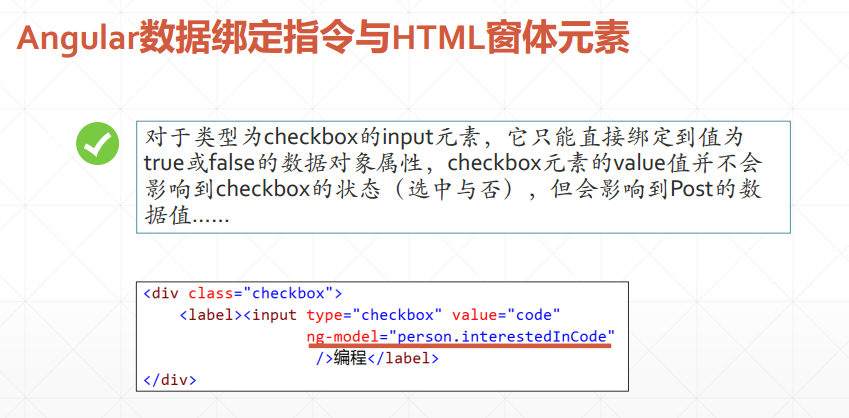 Angular数据绑定指令与HTML窗体元素
对于类型为checkbox的input元素，它只能直接绑定到值为
true或false的数据对象属性，checkbox元素的value值并不会
影响到checkbox的状态（选中与否），但会影响到Post的数
据值……
<div class="checkbox">
<label><input type="checkbox" value="code"
ng-model="person.interestedInCode"
/>编程</label>
</div>